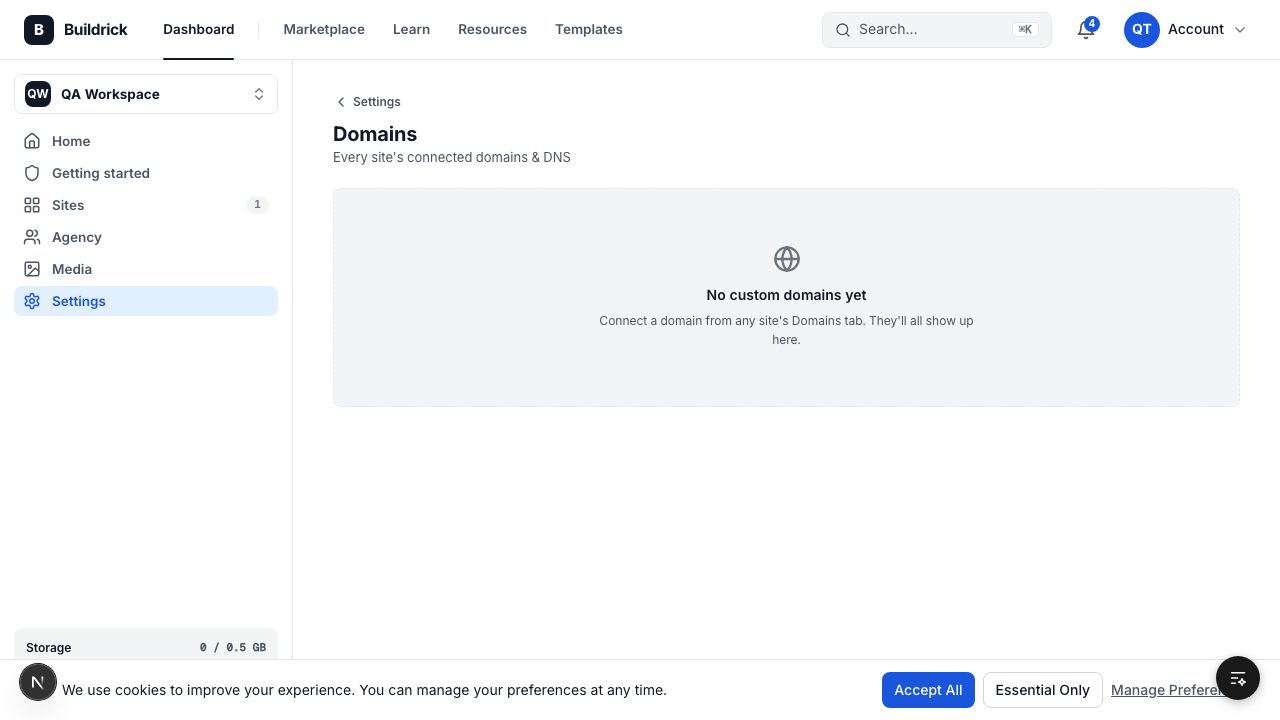 B Buildrick Dashboard Marketplace Learn Resources Templates Search... ⌘K 4 QT Account
QW QA Workspace
Home
Getting started
Sites 1
Agency
Media
Settings
Settings
Domains
Every site's connected domains & DNS
No custom domains yet
Connect a domain from any site's Domains tab. They'll all show up
here.
Storage 0 / 0.5 GB
N We use cookies to improve your experience. You can manage your preferences at any time. Accept All Essential Only Manage